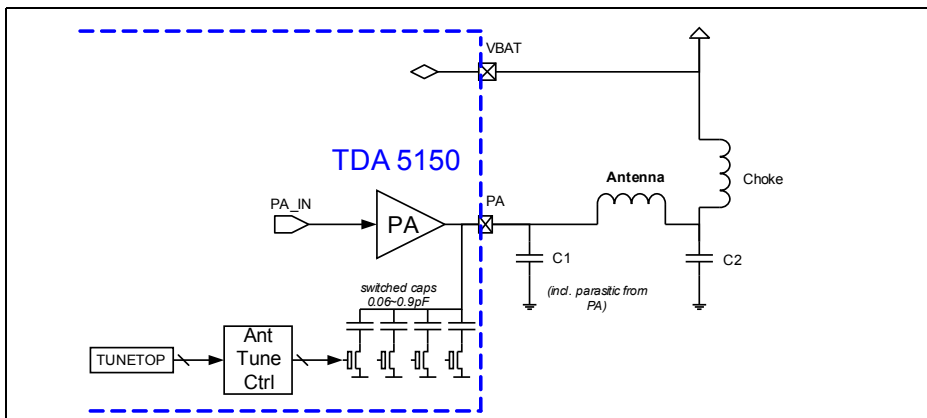 VBAT
TDA 5150
Antenna
Choke
PA_IN
PA
PA
C1
C2
(incl. parasitic from
PA)
switched caps
0.06~0.9pF
TUNETOP
Ant
Tune
Ctrl